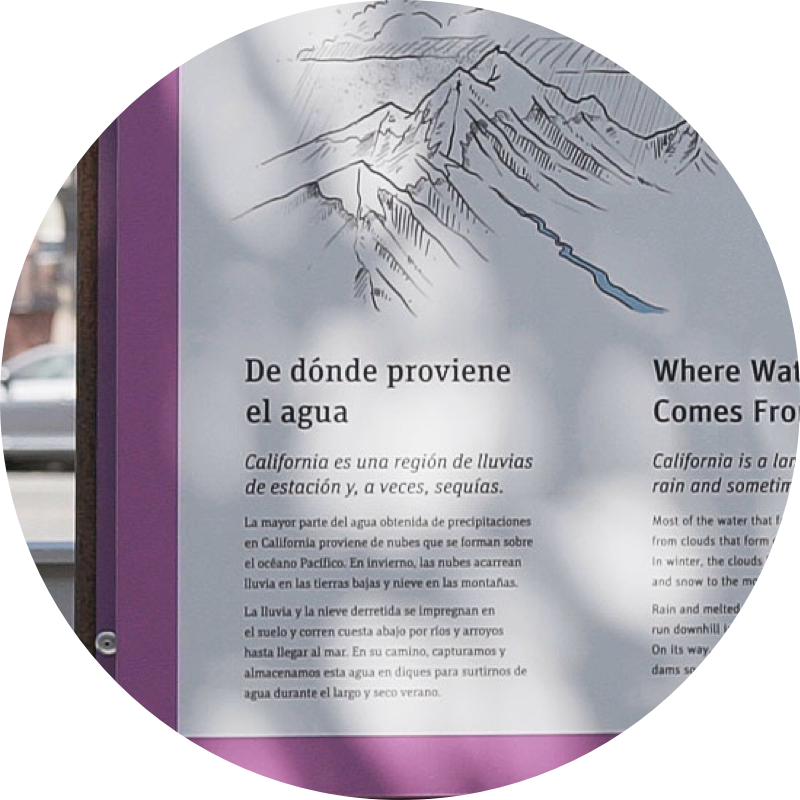 De dónde proviene
el agua
California es una región de lluvias
de estación y, a veces, sequías.
La mayor parte del agua obtenida de precipitaciones
en California proviene de nubes que se forman sobre
el océano Pacífico. En invierno, las nubes acarrean
lluvia en las tierras bajas y nieve en las montañas.
La lluvia y la nieve derretida se impregnan en
el suelo y corren cuesta abajo por ríos y arroyos
hasta llegar al mar. En su camino, capturamos y
almacenamos esta agua en diques para surtirnos de
agua durante el largo y seco verano.
Where
Comes
California is a
rain and
Most of the water that
from clouds that form
In winter, the clouds
and snow to the
Rain and melted
run downhill
On its way
dams